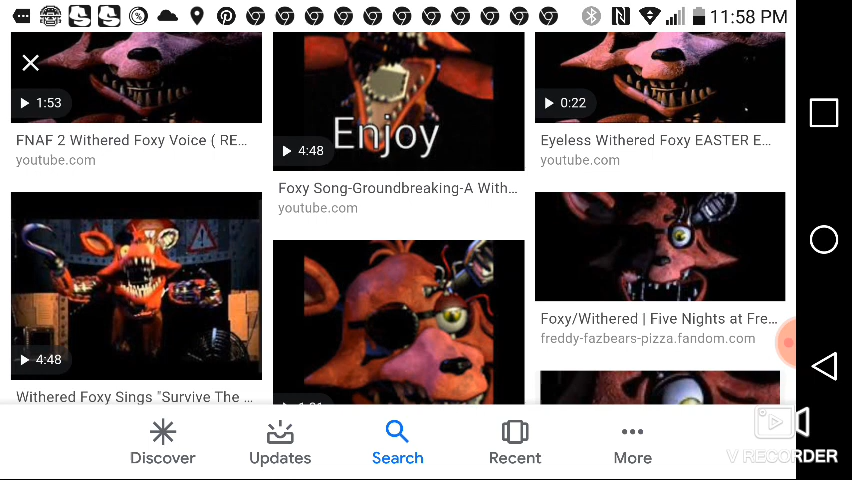 11:58 PM
1:53
FNAF 2 Withered Foxy Voice ( RE...
youtube.com
Enjoy
4:48
Foxy Song-Groundbreaking-A With...
youtube.com
0:22
Eyeless Withered Foxy EASTER E...
youtube.com
4:48
Withered Foxy Sings "Survive The ...
Foxy/Withered | Five Nights at Fre...
freddy-fazbears-pizza.fandom.com
Discover
Updates
Search
Recent
More
V RECORDER